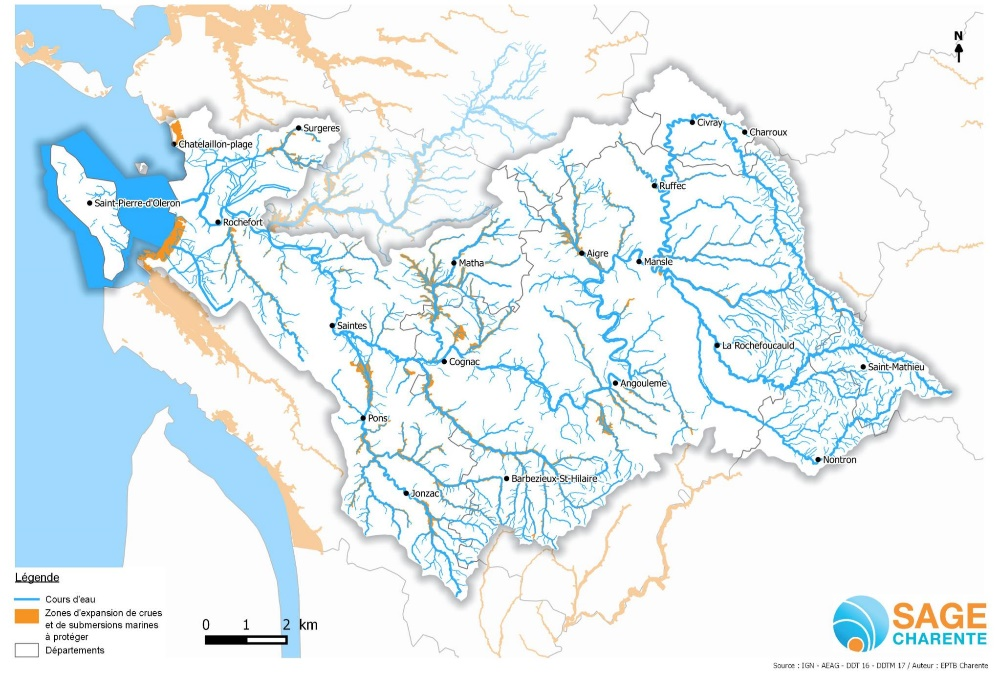 N
Surgeres
Civray
Charroux
Chatelaillon-plage
Ruffec
Saint-Pierre-d'Oleron
Rochefort
Aigre
Matha
Mansle
Saintes
La Rochefoucauld
Cognac
Saint-Mathieu
Angouleme
Pons
Nontron
Barbezieux-St-Hilaire
Jonzac
Légende
Cours d'eau
Zones d'expansion de crues
et de submersions marines
à protéger
Départements
0 1 2 km
SAGE
CHARENTE
Source : IGN - AEAG - DDT 16 - DDTM 17 / Auteur : EPTB Charente